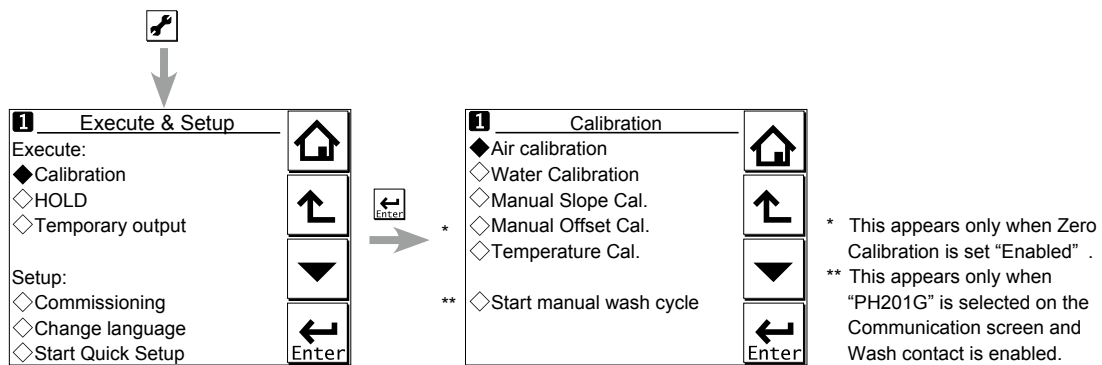 1 Execute & Setup
Execute:
Calibration
HOLD
Temporary output
Setup:
Commissioning
Change language
Start Quick Setup
Enter
Enter
1 Calibration
Air calibration
Water Calibration
Manual Slope Cal.
* Manual Offset Cal.
Temperature Cal.
** Start manual wash cycle
Enter
* This appears only when Zero
Calibration is set “Enabled” .
** This appears only when
“PH201G” is selected on the
Communication screen and
Wash contact is enabled.